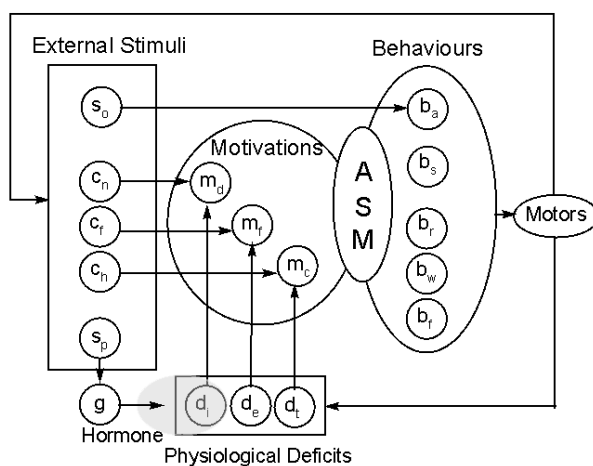 External Stimuli
Behaviours
s_o
b_a
Motivations
A
S
M
c_n
m_d
b_s
c_f
m_f
b_r
Motors
c_h
m_c
b_w
b_f
s_p
g
d_i
d_e
d_t
Hormone
Physiological Deficits